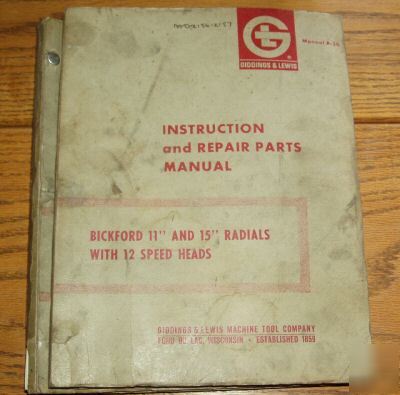 GIDDINGS & LEWIS
INSTRUCTION
and REPAIR PARTS
MANUAL
BICKFORD 11" AND 15" RADIALS
WITH 12 SPEED HEADS
GIDDINGS & LEWIS MACHINE TOOL COMPANY
FOND DU LAC, WISCONSIN • ESTABLISHED 1859